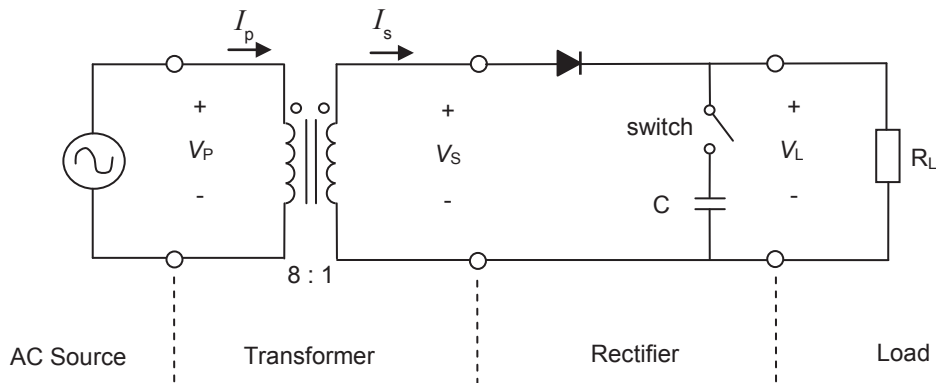 Ip
Is
+
VP
-
+
VS
-
switch
C
+
VL
-
RL
8 : 1
AC Source
Transformer
Rectifier
Load